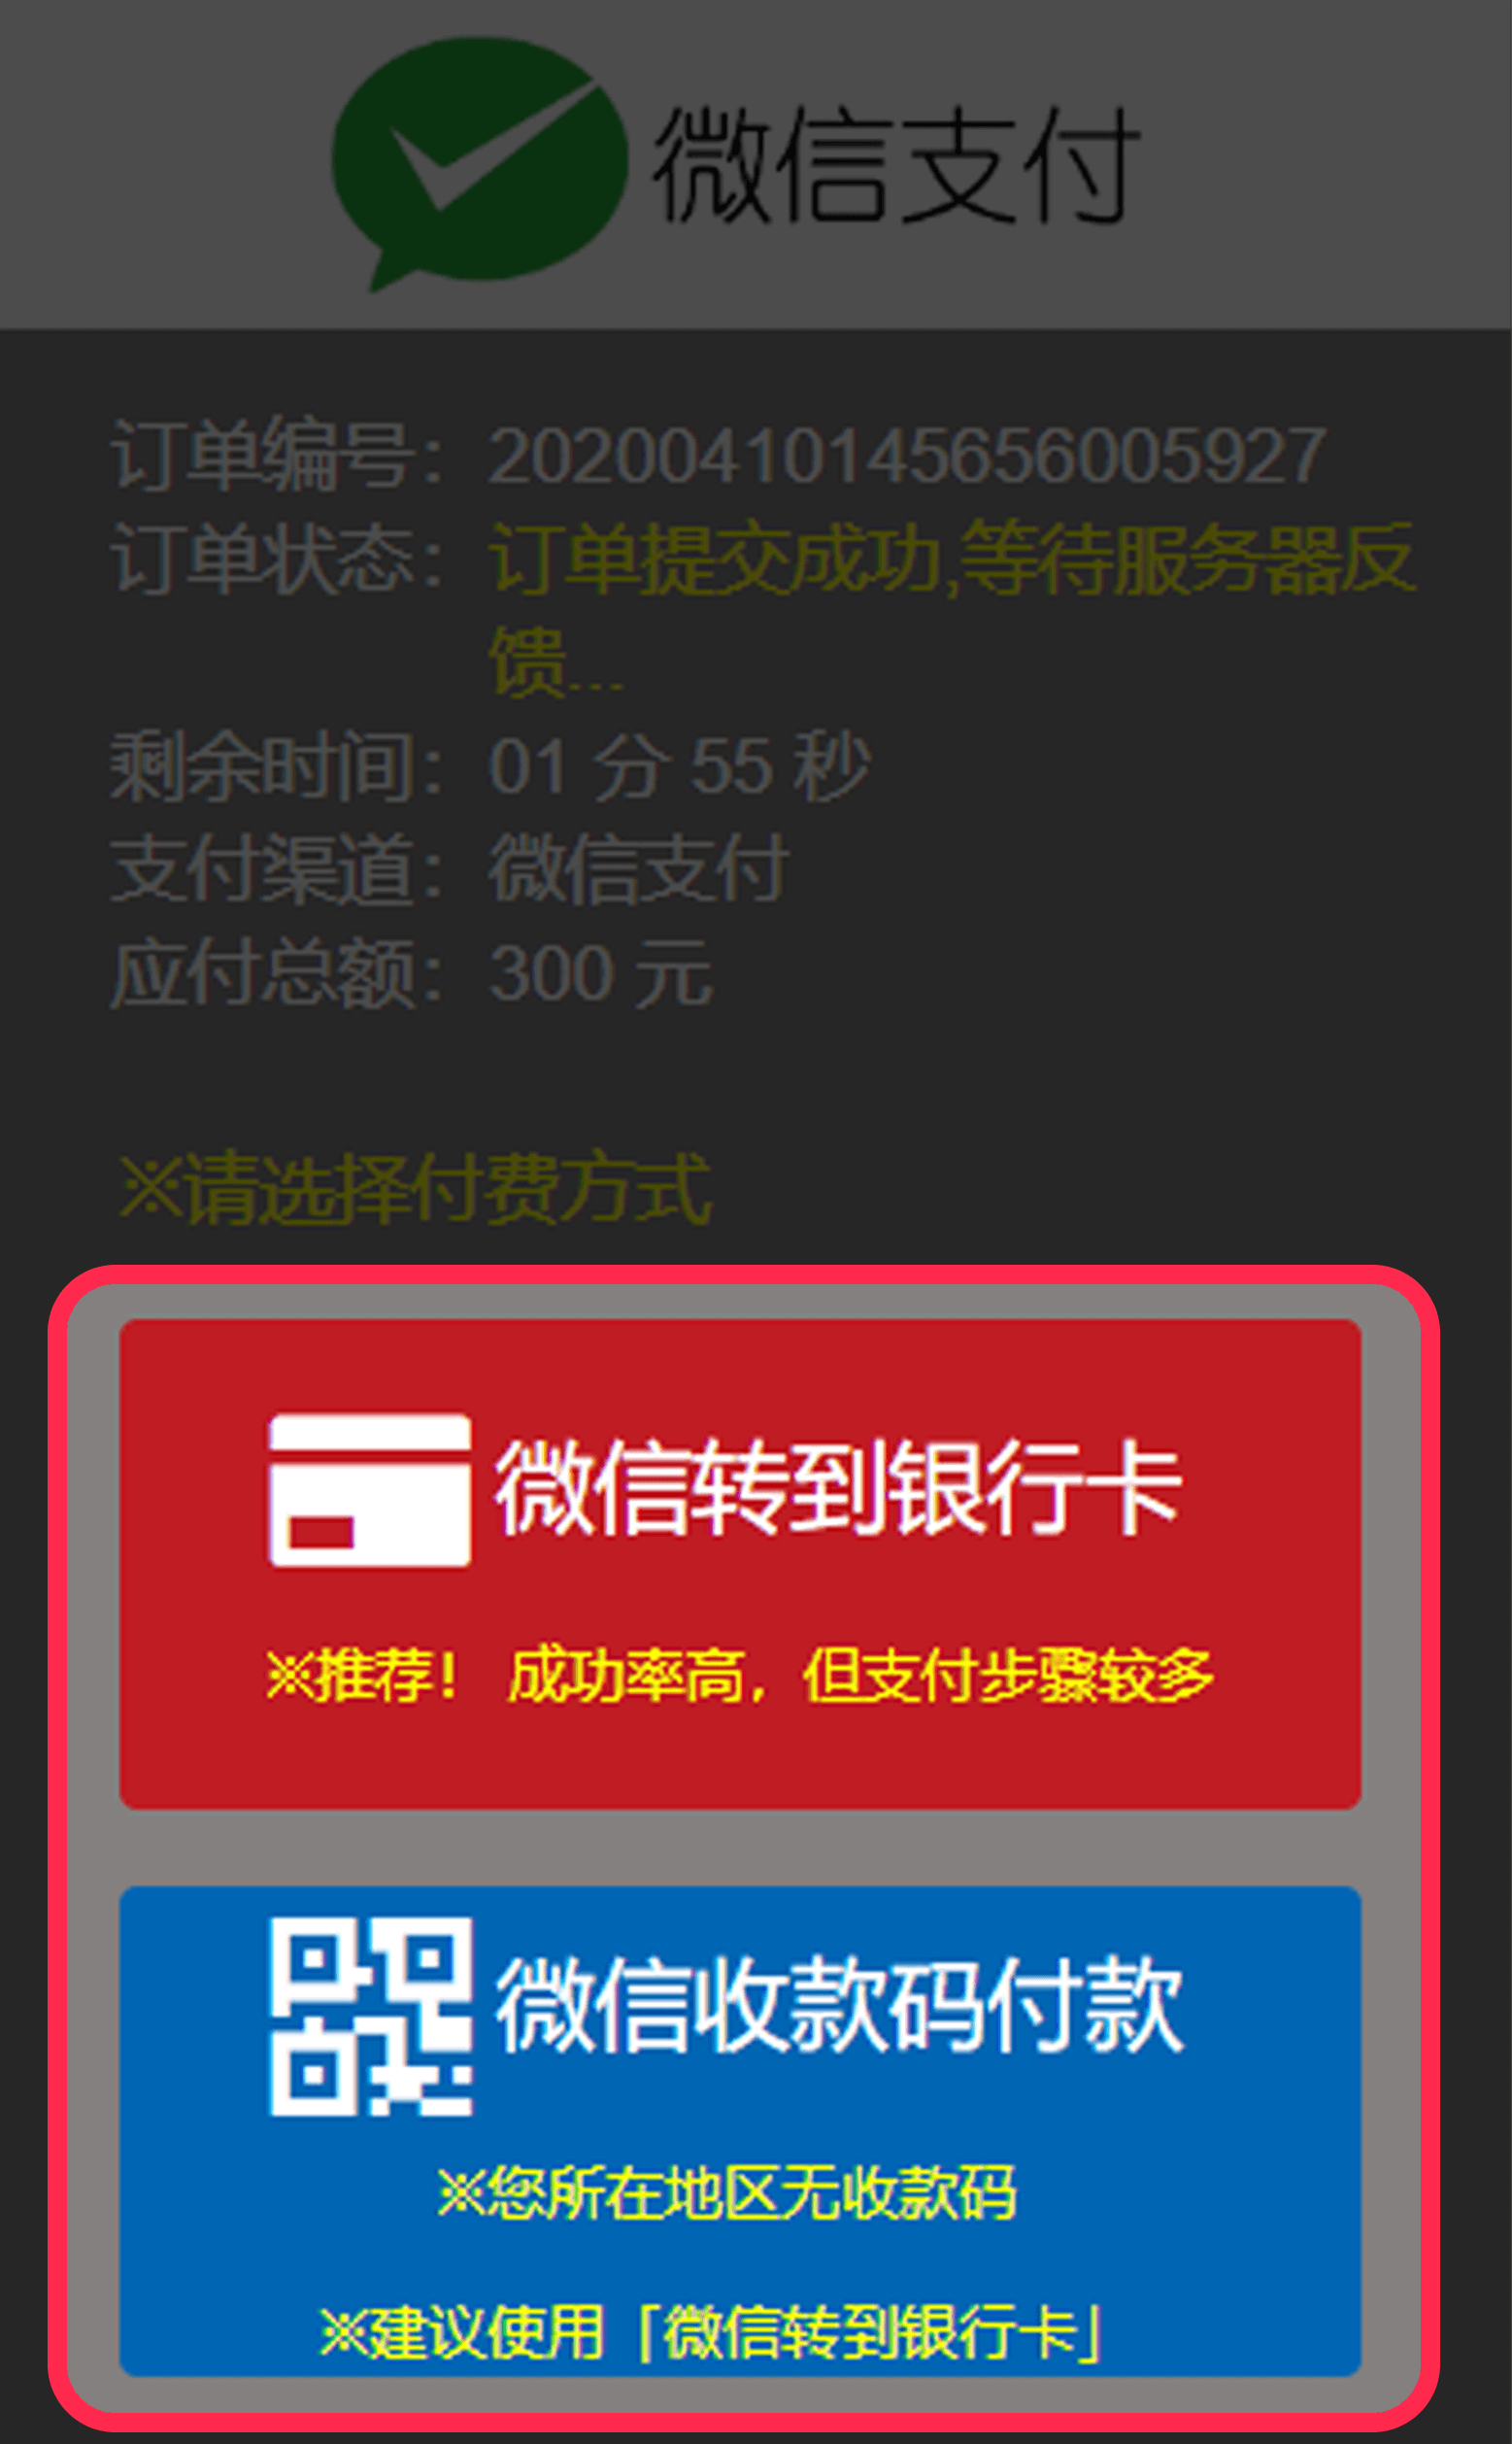 微信支付
订单编号：20200410145656005927
订单状态：订单提交成功,等待服务器反
馈...
剩余时间：01 分 55 秒
支付渠道：微信支付
应付总额：300 元
※请选择付费方式
微信转到银行卡
※推荐！ 成功率高，但支付步骤较多
微信收款码付款
※您所在地区无收款码
※建议使用「微信转到银行卡」